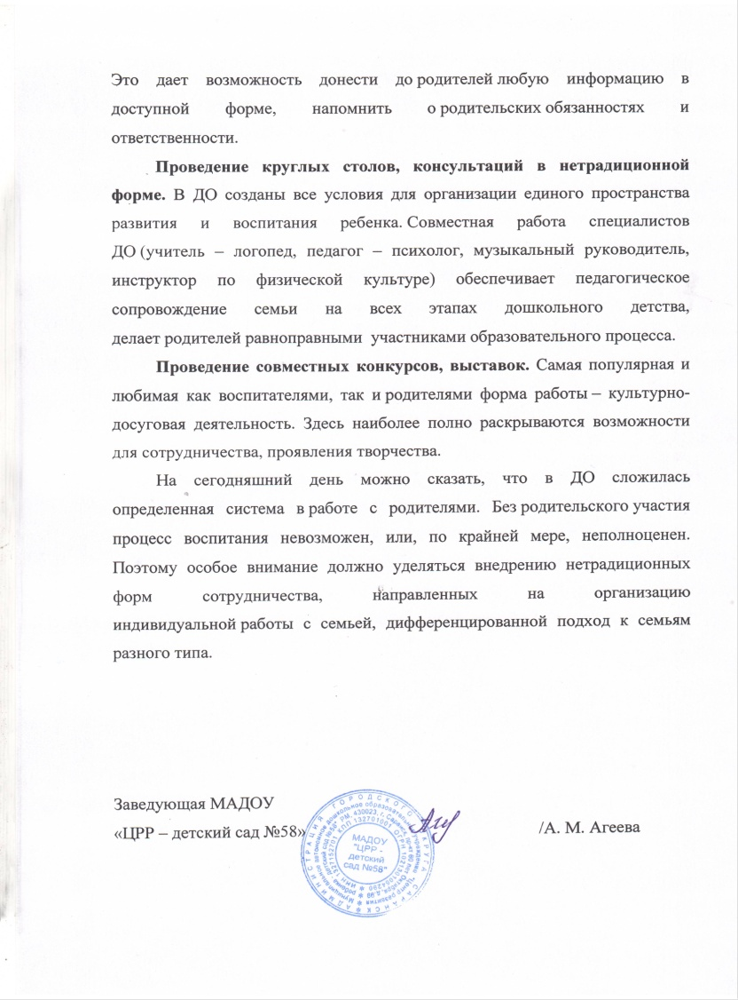 Это дает возможность донести до родителей любую информацию в
доступной форме, напомнить о родительских обязанностях и
ответственности.
Проведение круглых столов, консультаций в нетрадиционной
форме. В ДО созданы все условия для организации единого пространства
развития и воспитания ребенка. Совместная работа специалистов
ДО (учитель – логопед, педагог – психолог, музыкальный руководитель,
инструктор по физической культуре) обеспечивает педагогическое
сопровождение семьи на всех этапах дошкольного детства,
делает родителей равноправными участниками образовательного процесса.
Проведение совместных конкурсов, выставок. Самая популярная и
любимая как воспитателями, так и родителями форма работы – культурно-
досуговая деятельность. Здесь наиболее полно раскрываются возможности
для сотрудничества, проявления творчества.
На сегодняшний день можно сказать, что в ДО сложилась
определенная система в работе с родителями. Без родительского участия
процесс воспитания невозможен, или, по крайней мере, неполноценен.
Поэтому особое внимание должно уделяться внедрению нетрадиционных
форм сотрудничества, направленных на организацию
индивидуальной работы с семьей, дифференцированной подход к семьям
разного типа.
Заведующая МАДОУ
«ЦРР – детский сад №58»
/А. М. Агеева
МАДОУ
"ЦРР -
детский
сад №58"
АДМИНИСТРАЦИЯ ГОРОДСКОГО ОКРУГА САРАНСК